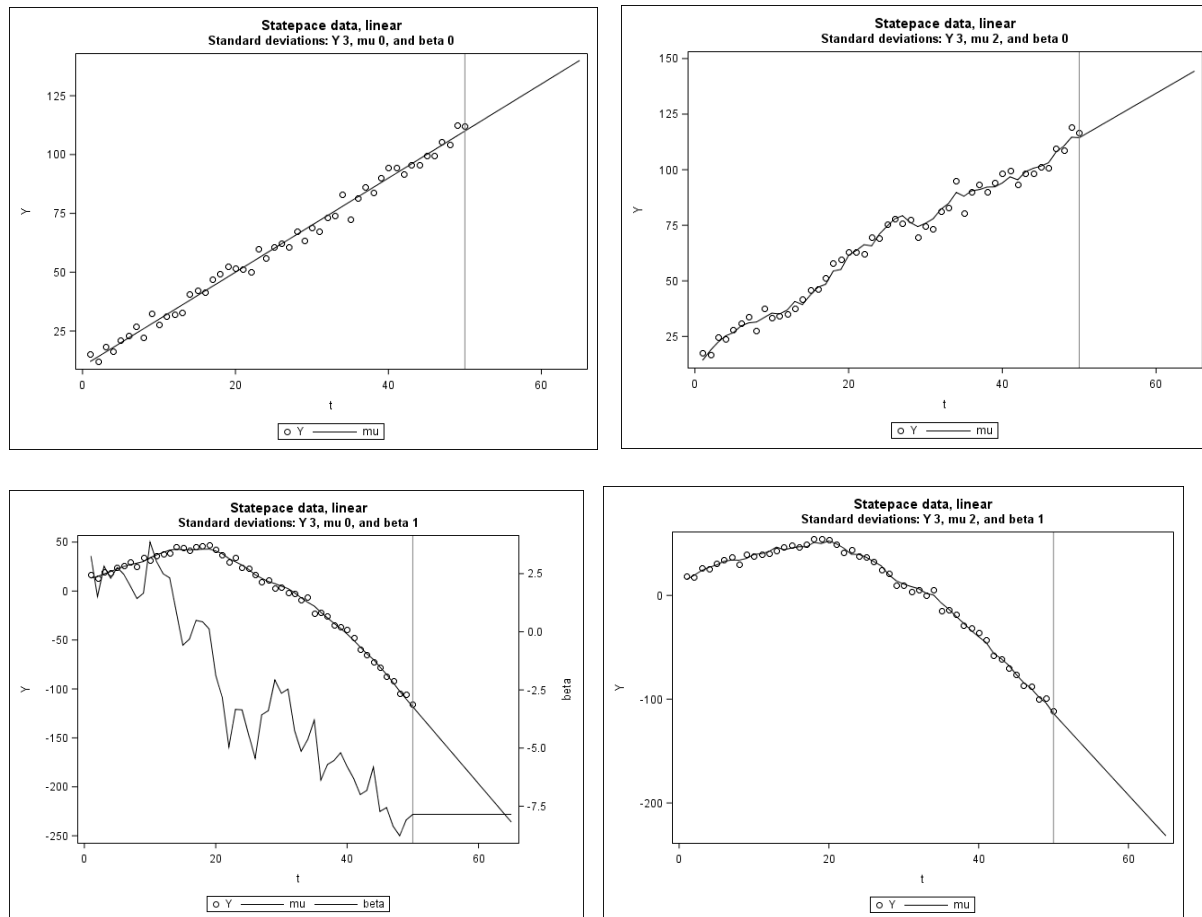 Statepace data, linear
Standard deviations: Y 3, mu 0, and beta 0
125
100
75
50
25
Y
0
20
40
60
t
Y mu
Statepace data, linear
Standard deviations: Y 3, mu 2, and beta 0
150
125
100
75
50
25
Y
0
20
40
60
t
Y mu
Statepace data, linear
Standard deviations: Y 3, mu 0, and beta 1
50
0
-50
-100
-150
-200
-250
Y
2.5
0.0
-2.5
-5.0
-7.5
beta
0
20
40
60
t
Y mu beta
Statepace data, linear
Standard deviations: Y 3, mu 2, and beta 1
0
-100
-200
Y
0
20
40
60
t
Y mu